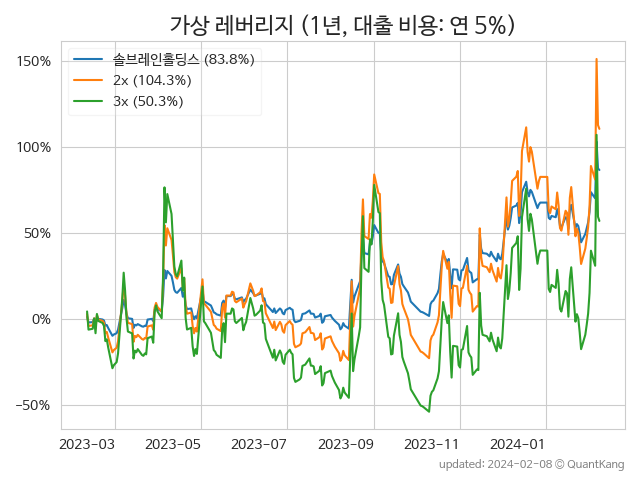 가상 레버리지 (1년, 대출 비용: 연 5%)
솔브레인홀딩스 (83.8%)
2x (104.3%)
3x (50.3%)
150%
100%
50%
0%
−50%
2023-03 2023-05 2023-07 2023-09 2023-11 2024-01
updated: 2024-02-08 © QuantKang